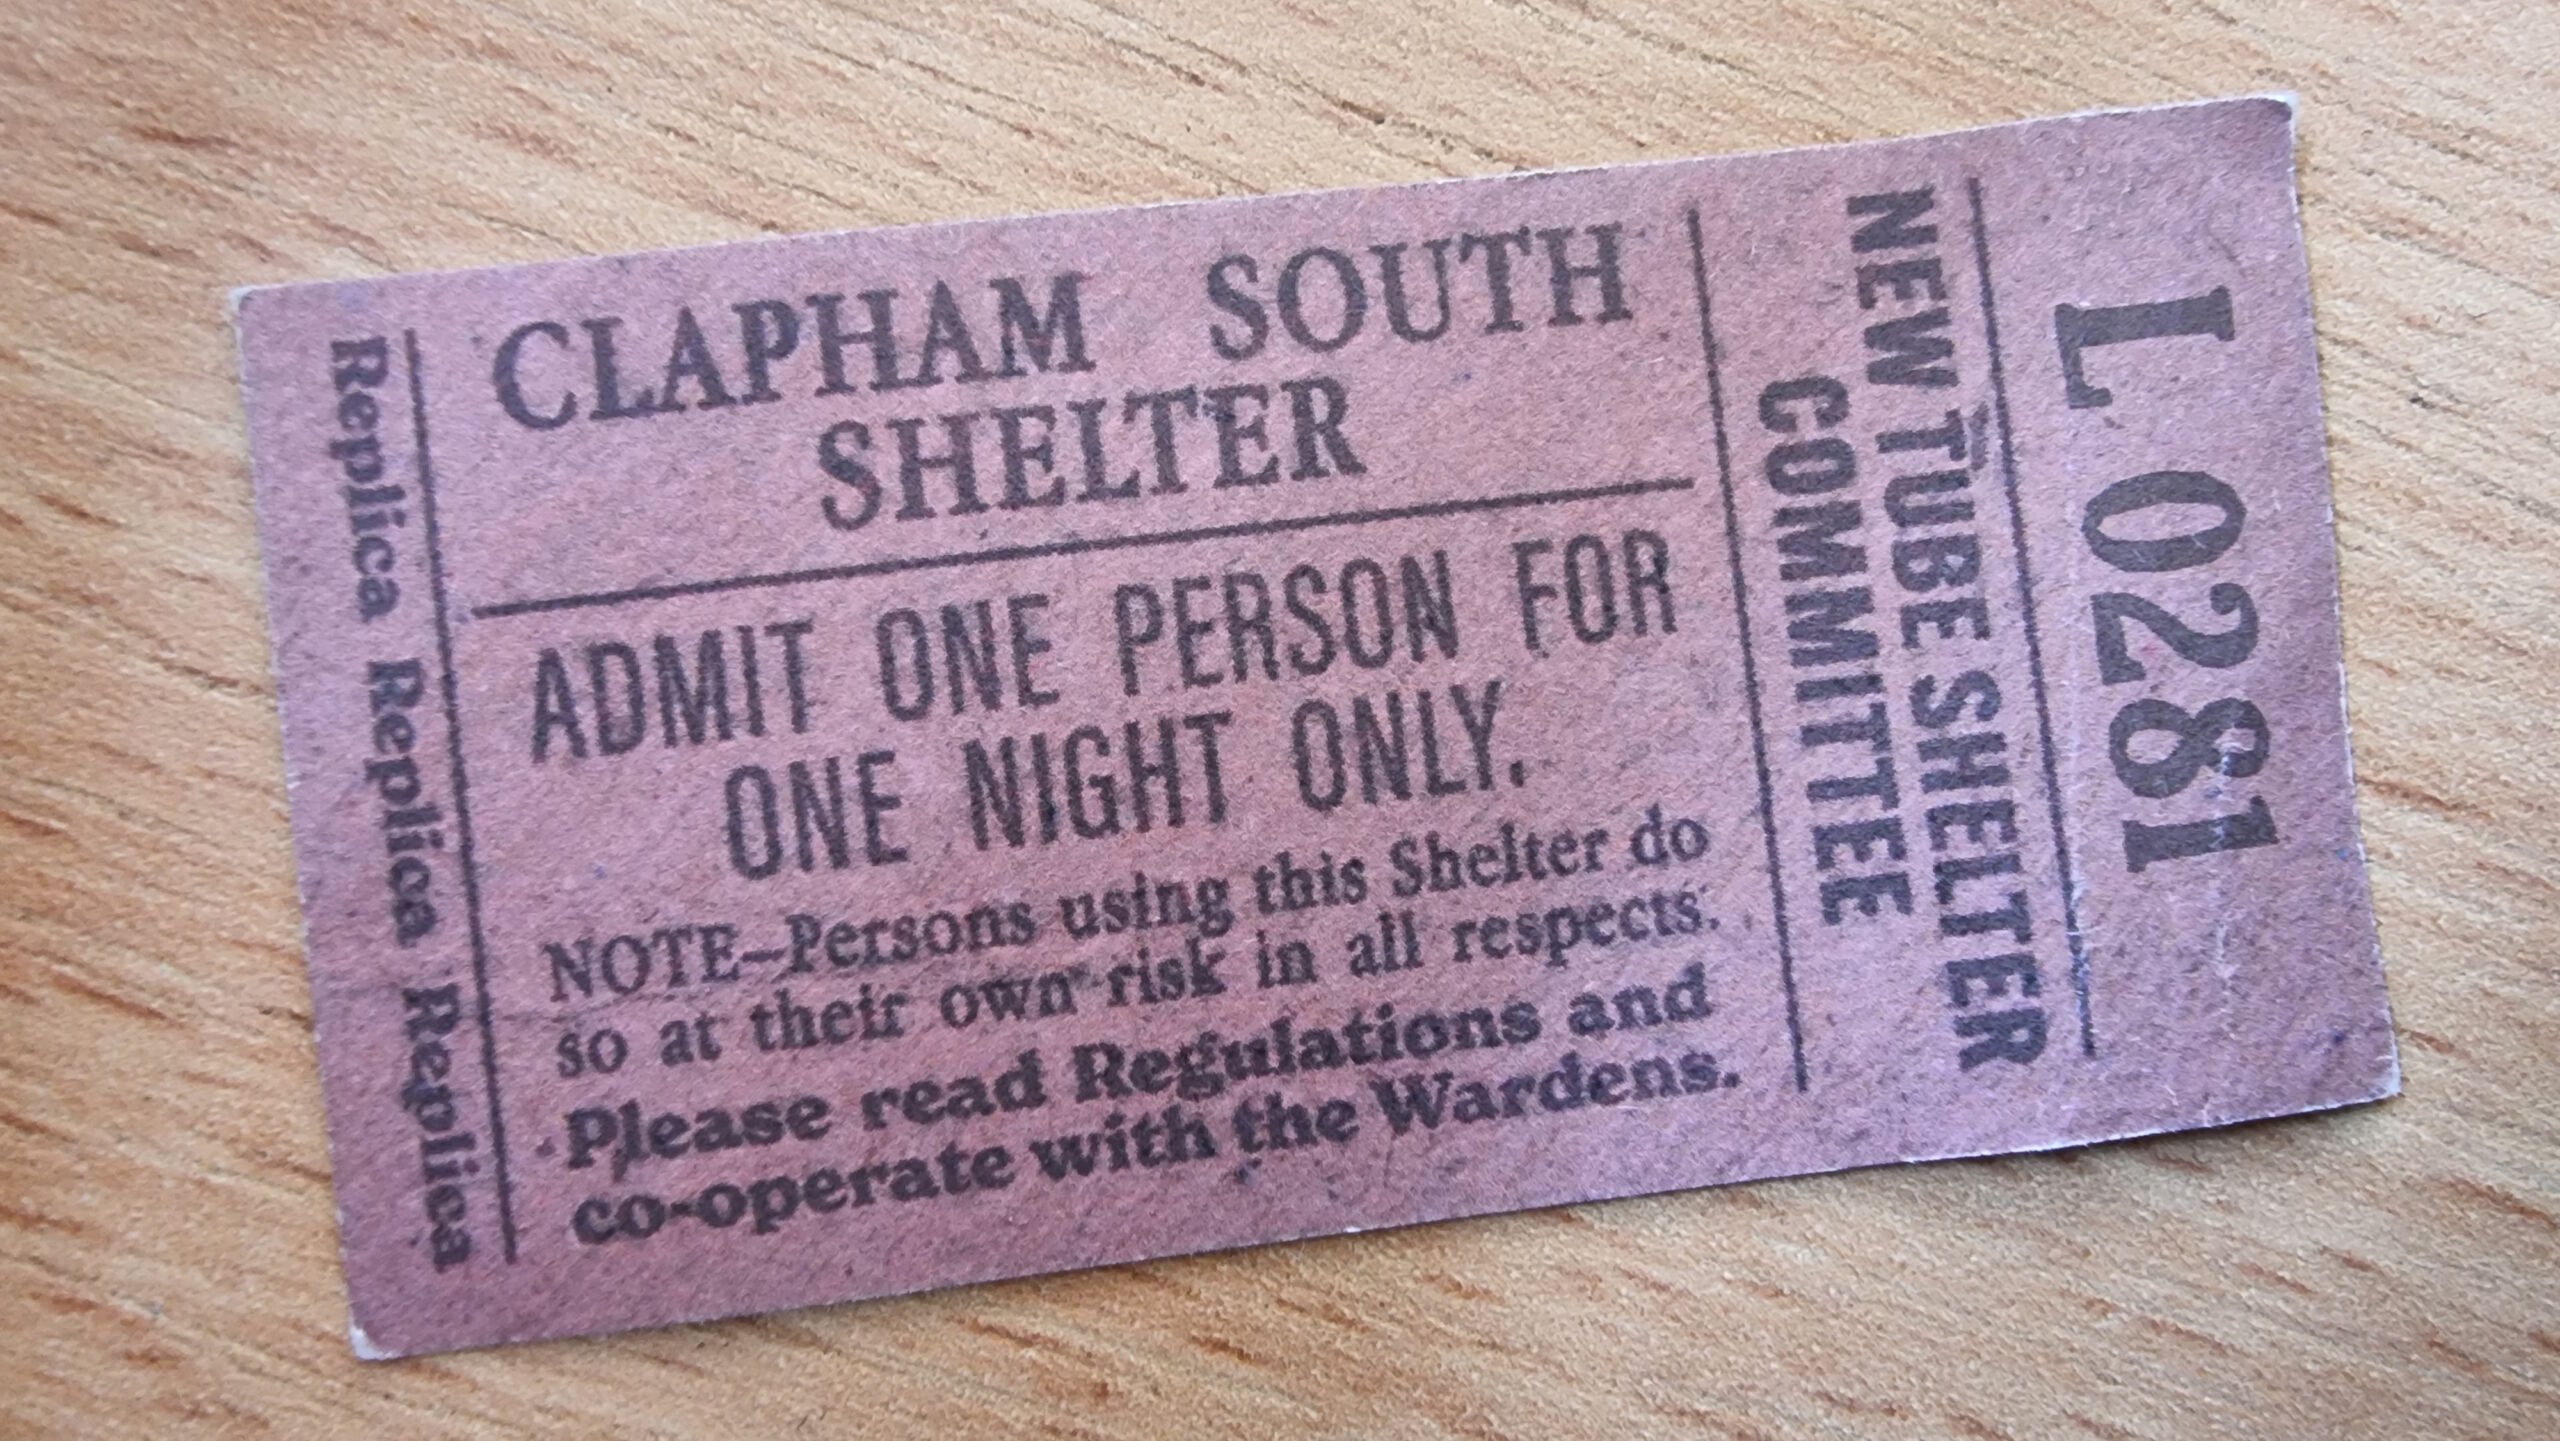 Replica Replica Replica
CLAPHAM SOUTH
SHELTER
ADMIT ONE PERSON FOR
ONE NIGHT ONLY.
NOTE–Persons using this Shelter do
so at their own risk in all respects.
Please read Regulations and
co-operate with the Wardens.
NEW TUBE SHELTER
COMMITTEE
L 0281